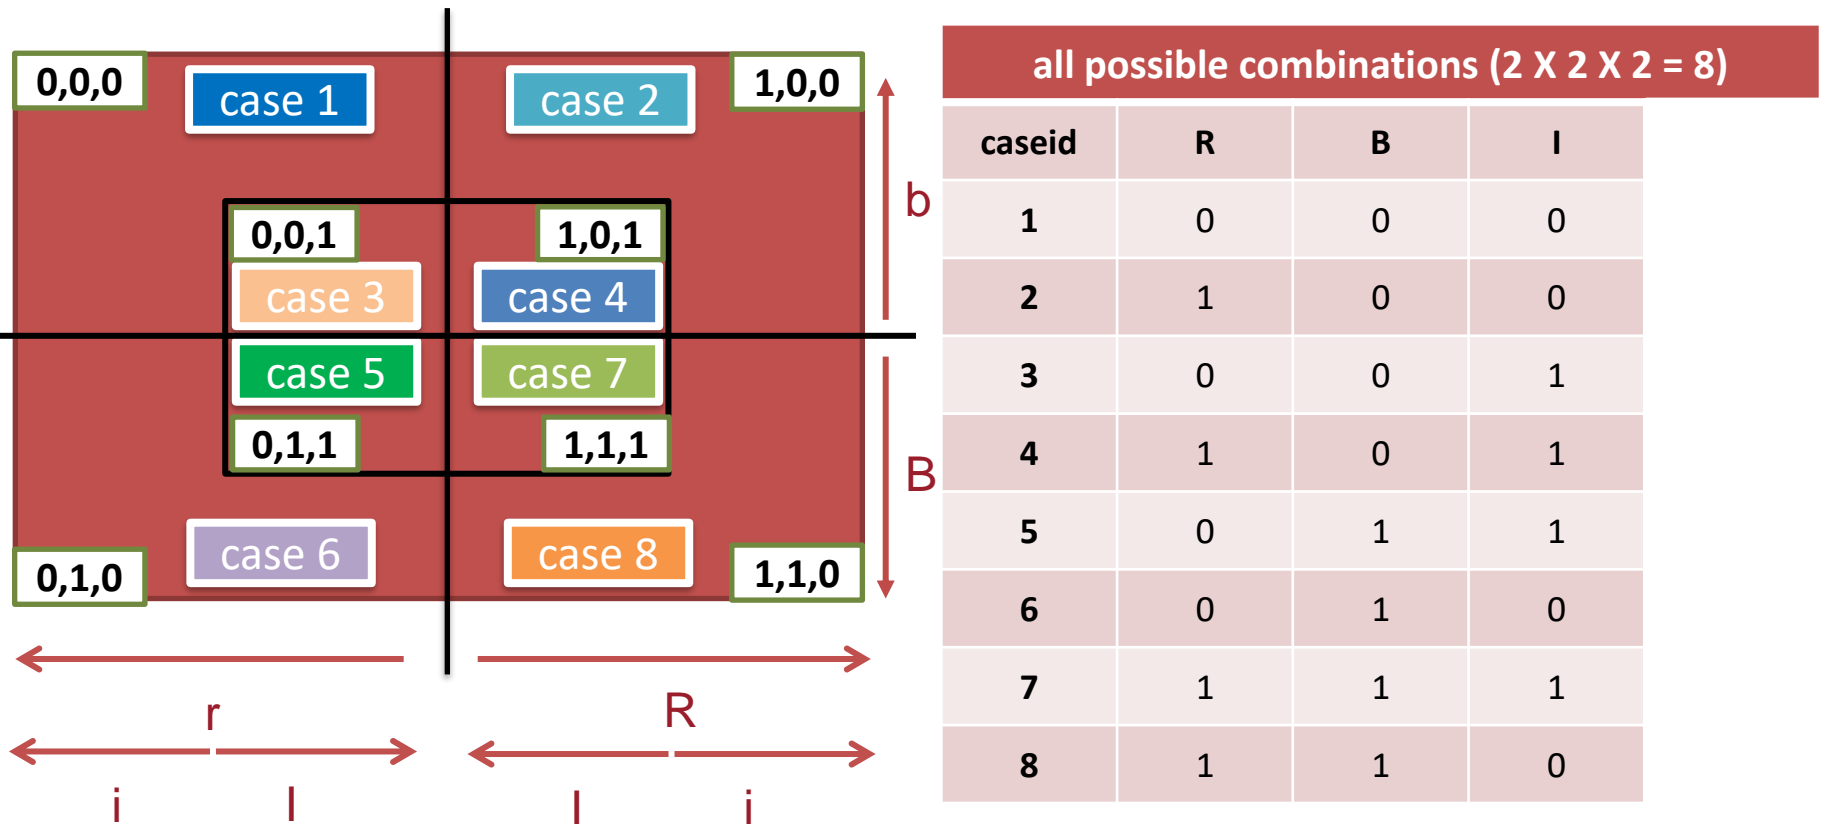 0,0,0
case 1
case 2
1,0,0
b
0,0,1
1,0,1
case 3
case 4
case 5
case 7
0,1,1
1,1,1
B
case 6
case 8
0,1,0
1,1,0
r
R
i
I
I
i
all possible combinations (2 X 2 X 2 = 8)
caseid R B I
1 0 0 0
2 1 0 0
3 0 0 1
4 1 0 1
5 0 1 1
6 0 1 0
7 1 1 1
8 1 1 0